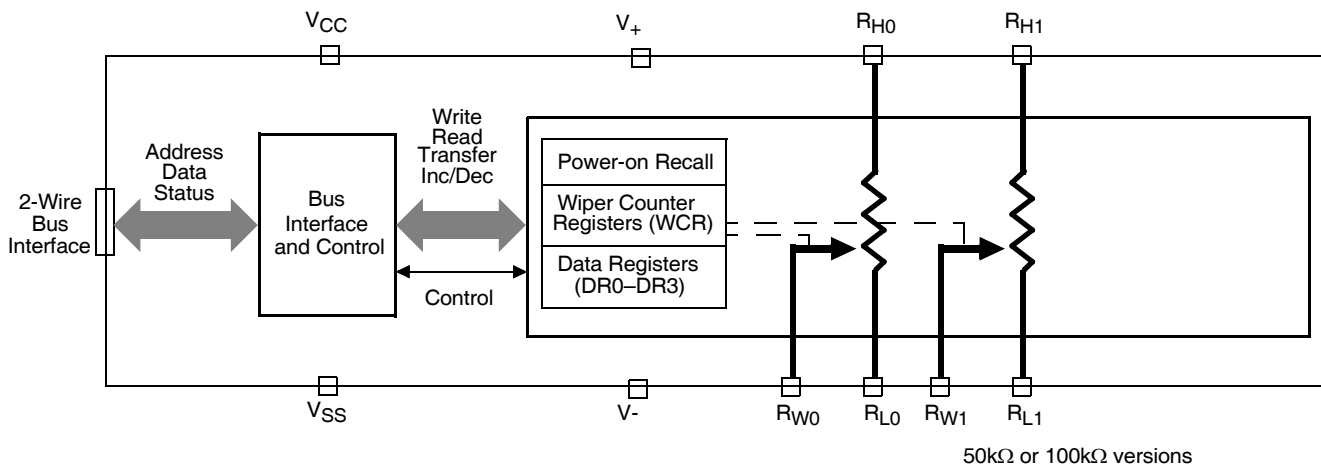 VCC
V+
RH0
RH1
2-Wire
Bus
Interface
Address
Data
Status
Bus
Interface
and Control
Write
Read
Transfer
Inc/Dec
Control
Power-on Recall
Wiper Counter
Registers (WCR)
Data Registers
(DR0–DR3)
VSS
V-
RW0
RL0
RW1
RL1
50kΩ or 100kΩ versions